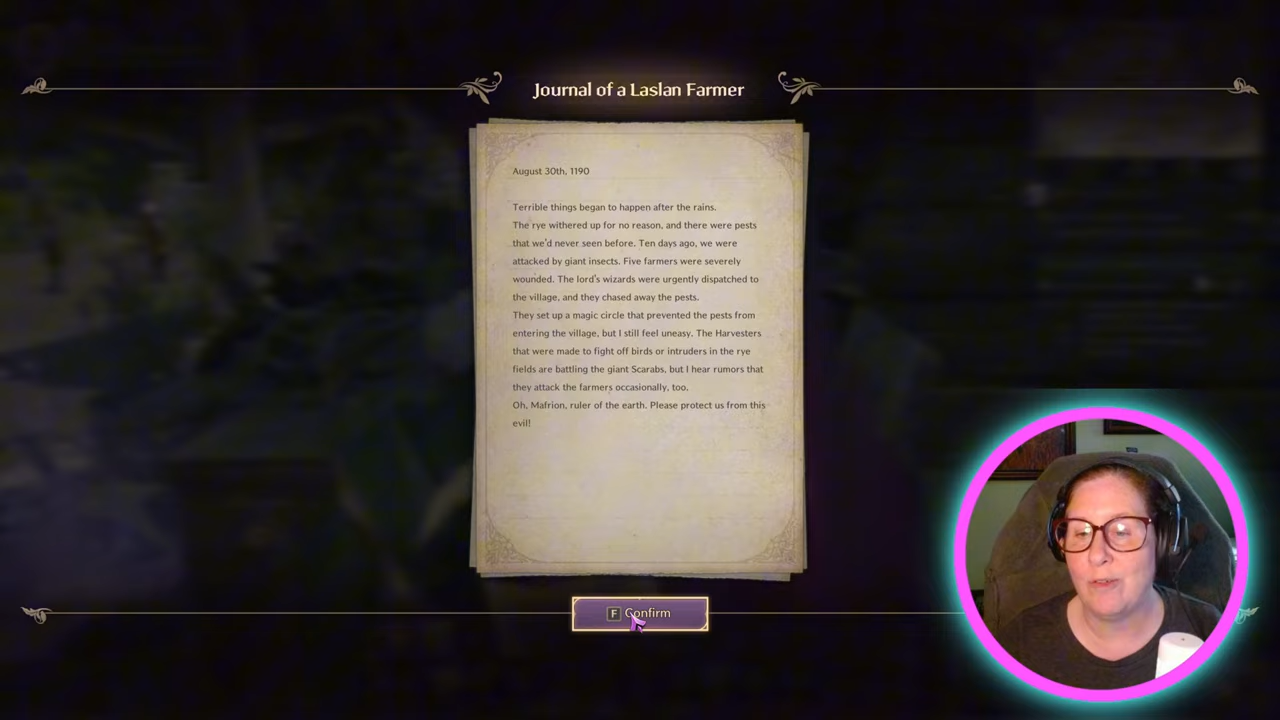 Journal of a Laslan Farmer
August 30th, 1190
Terrible things began to happen after the rains.
The rye withered up for no reason, and there were pests
that we'd never seen before. Ten days ago, we were
attacked by giant insects. Five farmers were severely
wounded. The lord's wizards were urgently dispatched to
the village, and they chased away the pests.
They set up a magic circle that prevented the pests from
entering the village, but I still feel uneasy. The Harvesters
that were made to fight off birds or intruders in the rye
fields are battling the giant Scarabs, but I hear rumors that
they attack the farmers occasionally, too.
Oh, Mafrion, ruler of the earth. Please protect us from this
evil!
F Confirm